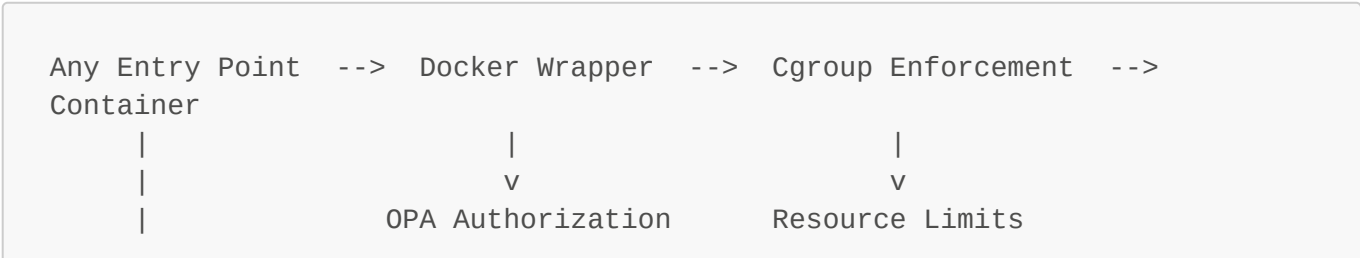 Any Entry Point  -->  Docker Wrapper  -->  Cgroup Enforcement  -->
Container
     |                     |                      |
     |                     v                      v
     |              OPA Authorization      Resource Limits